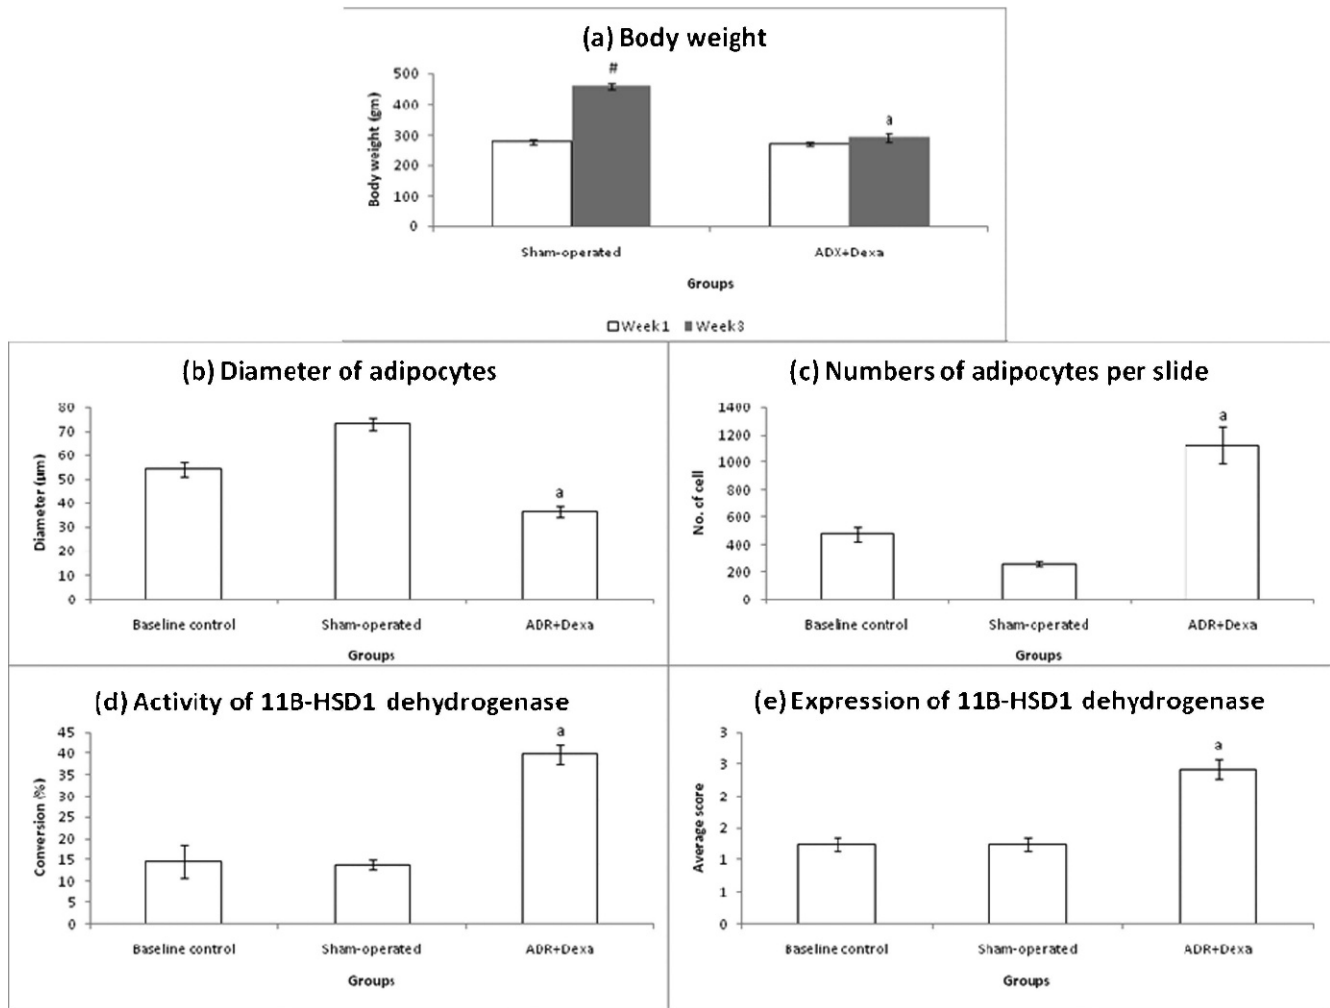 (a) Body weight
#
a
500
400
300
200
100
0
Body weight (gm)
Sham-operated
ADX+Dexa
Groups
Week 1
Week 8
(b) Diameter of adipocytes
80
70
60
50
40
30
20
10
0
Diameter (µm)
a
Baseline control
Sham-operated
ADR+Dexa
Groups
(c) Numbers of adipocytes per slide
1400
1200
1000
800
600
400
200
0
No. of cell
a
Baseline control
Sham-operated
ADR+Dexa
Groups
(d) Activity of 11B-HSD1 dehydrogenase
45
40
35
30
25
20
15
10
5
0
Conversion (%)
a
Baseline control
Sham-operated
ADR+Dexa
Groups
(e) Expression of 11B-HSD1 dehydrogenase
3
3
2
2
1
1
0
Average score
a
Baseline control
Sham-operated
ADR+Dexa
Groups